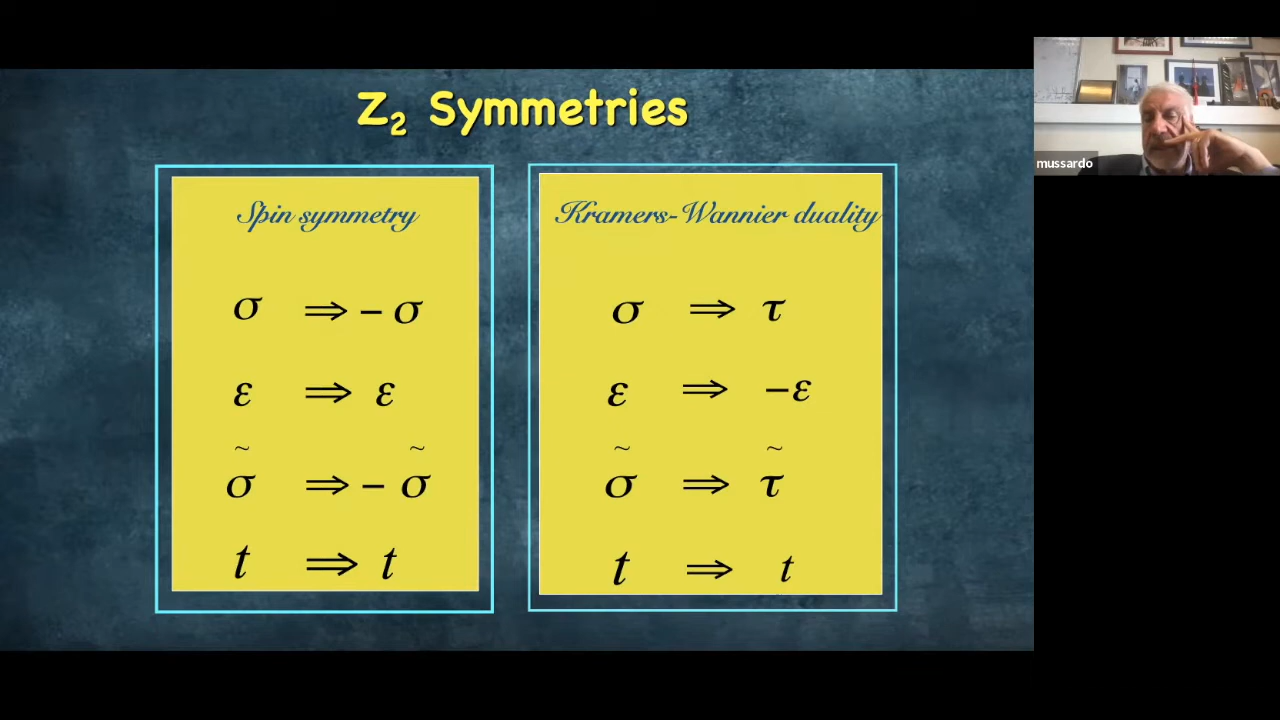 Z₂ Symmetries
Spin symmetry
σ ⇒ − σ
ε ⇒ ε
σ̃ ⇒ − σ̃
t ⇒ t
Kramers-Wannier duality
σ ⇒ τ
ε ⇒ −ε
σ̃ ⇒ τ̃
t ⇒ t
mussardo